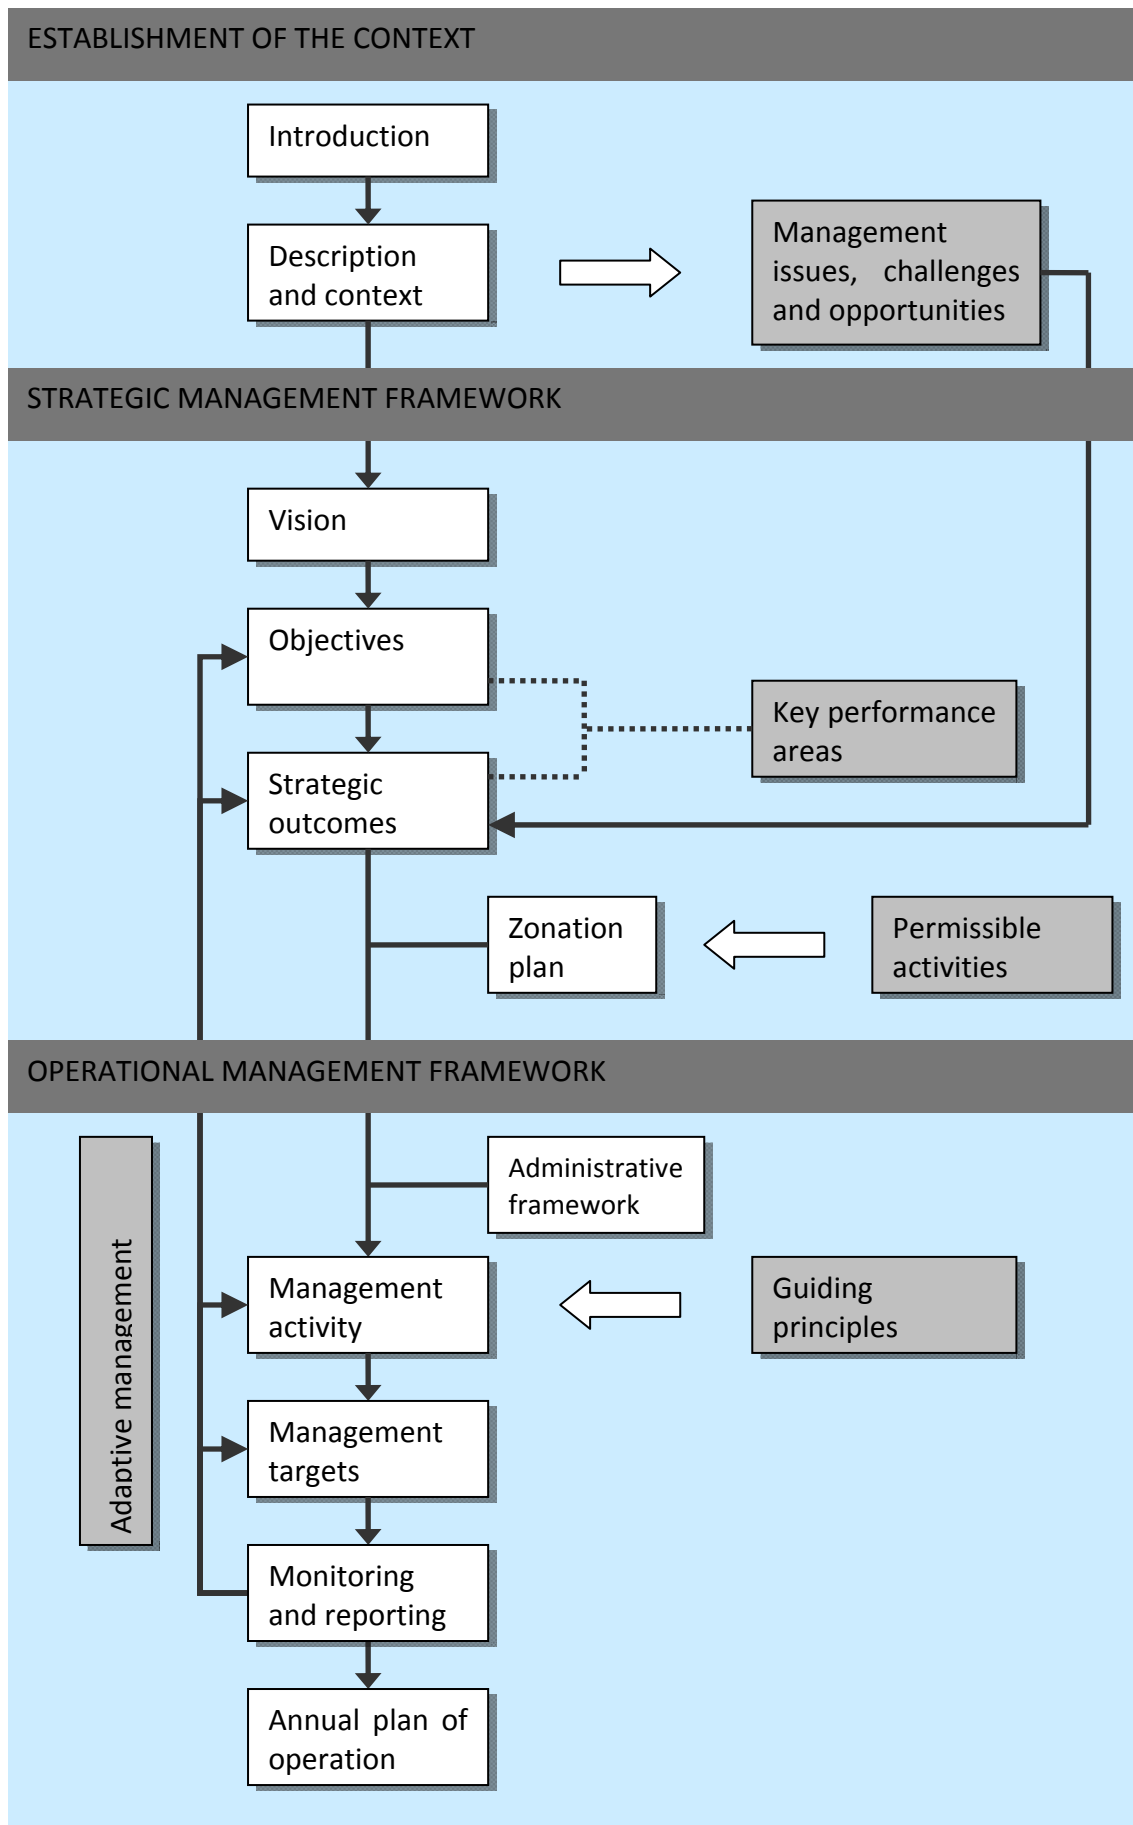 ESTABLISHMENT OF THE CONTEXT
Introduction
Description
and context
Management
issues, challenges
and opportunities
STRATEGIC MANAGEMENT FRAMEWORK
Vision
Objectives
Key performance
areas
Strategic
outcomes
Zonation
plan
Permissible
activities
OPERATIONAL MANAGEMENT FRAMEWORK
Adaptive management
Administrative
framework
Management
activity
Guiding
principles
Management
targets
Monitoring
and reporting
Annual plan of
operation